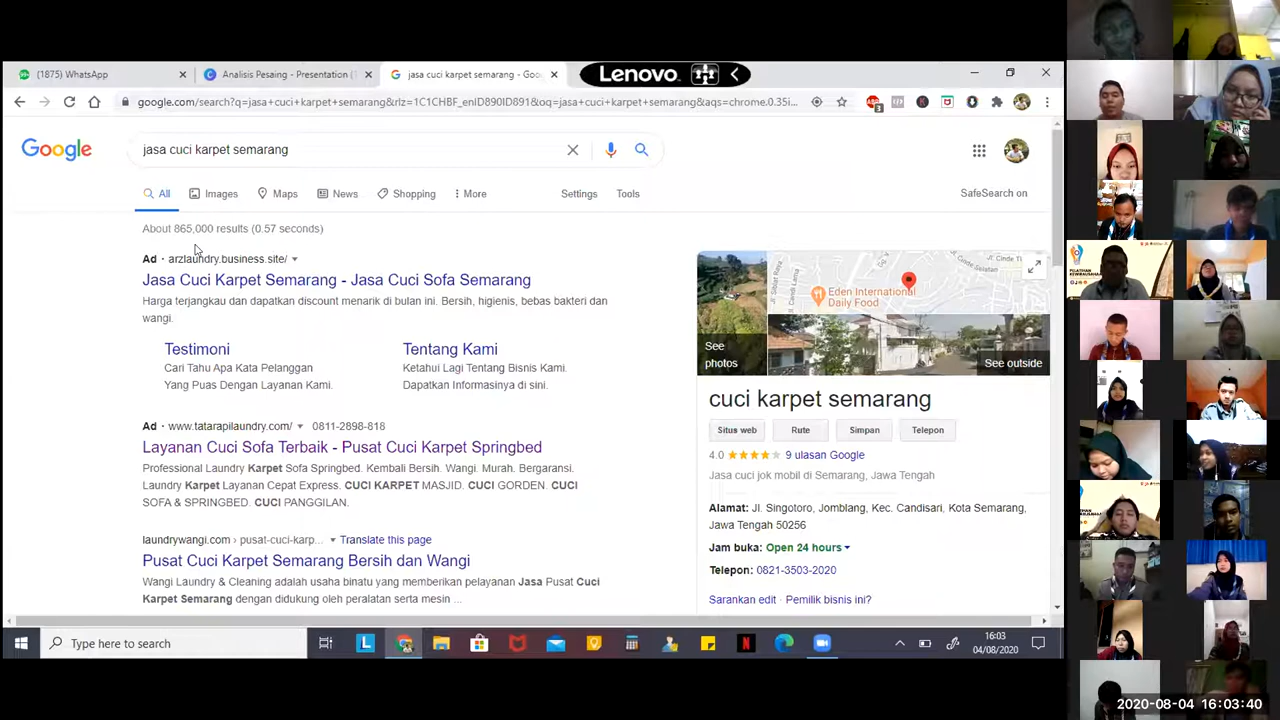 (1875) WhatsApp
Analisis Pesaing - Presentation (1
jasa cuci karpet semarang - Goo
Lenovo
google.com/search?q=jasa+cuci+karpet+semarang&rlz=1C1CHBF_enID890ID891&oq=jasa+cuci+karpet+semarang&aqs=chrome.0.35i...
Google
jasa cuci karpet semarang
All
Images
Maps
News
Shopping
More
Settings
Tools
SafeSearch on
About 865,000 results (0.57 seconds)
Ad · arzlaundry.business.site/
Jasa Cuci Karpet Semarang - Jasa Cuci Sofa Semarang
Harga terjangkau dan dapatkan discount menarik di bulan ini. Bersih, higienis, bebas bakteri dan
wangi.
Testimoni
Cari Tahu Apa Kata Pelanggan
Yang Puas Dengan Layanan Kami.
Tentang Kami
Ketahui Lagi Tentang Bisnis Kami.
Dapatkan Informasinya di sini.
Ad · www.tatarapilaundry.com/ 0811-2898-818
Layanan Cuci Sofa Terbaik - Pusat Cuci Karpet Springbed
Professional Laundry Karpet Sofa Springbed. Kembali Bersih. Wangi. Murah. Bergaransi.
Laundry Karpet Layanan Cepat Express. CUCI KARPET MASJID. CUCI GORDEN. CUCI
SOFA & SPRINGBED. CUCI PANGGILAN.
laundrywangi.com › pusat-cuci-karp... Translate this page
Pusat Cuci Karpet Semarang Bersih dan Wangi
Wangi Laundry & Cleaning adalah usaha binatu yang memberikan pelayanan Jasa Pusat Cuci
Karpet Semarang dengan didukung oleh peralatan serta mesin ...
Jl. Cinde T
Eden International
Daily Food
See
photos
See outside
cuci karpet semarang
Situs web
Rute
Simpan
Telepon
4.0 9 ulasan Google
Jasa cuci jok mobil di Semarang, Jawa Tengah
Alamat: Jl. Singotoro, Jomblang, Kec. Candisari, Kota Semarang,
Jawa Tengah 50256
Jam buka: Open 24 hours
Telepon: 0821-3503-2020
Sarankan edit · Pemilik bisnis ini?
Type here to search
16:03
04/08/2020
2020-08-04 16:03:40